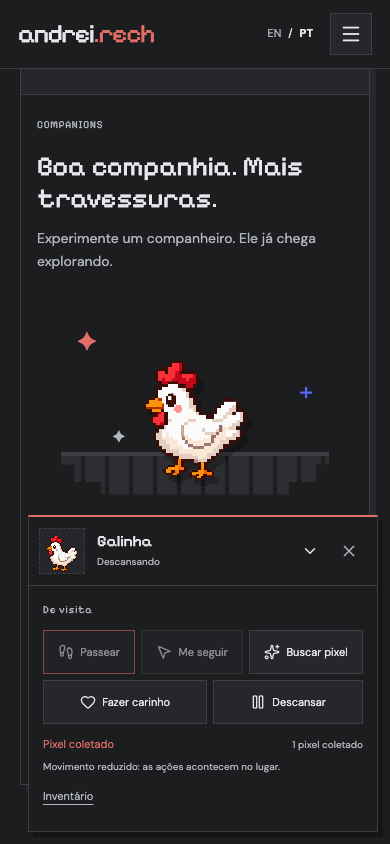 andrei.rech
EN / PT
COMPANIONS
Boa companhia. Mais
travessuras.
Experimente um companheiro. Ele já chega
explorando.
Galinha
Descansando
De visita
Passear
Me seguir
Buscar pixel
Fazer carinho
Descansar
Pixel coletado
1 pixel coletado
Movimento reduzido: as ações acontecem no lugar.
Inventário